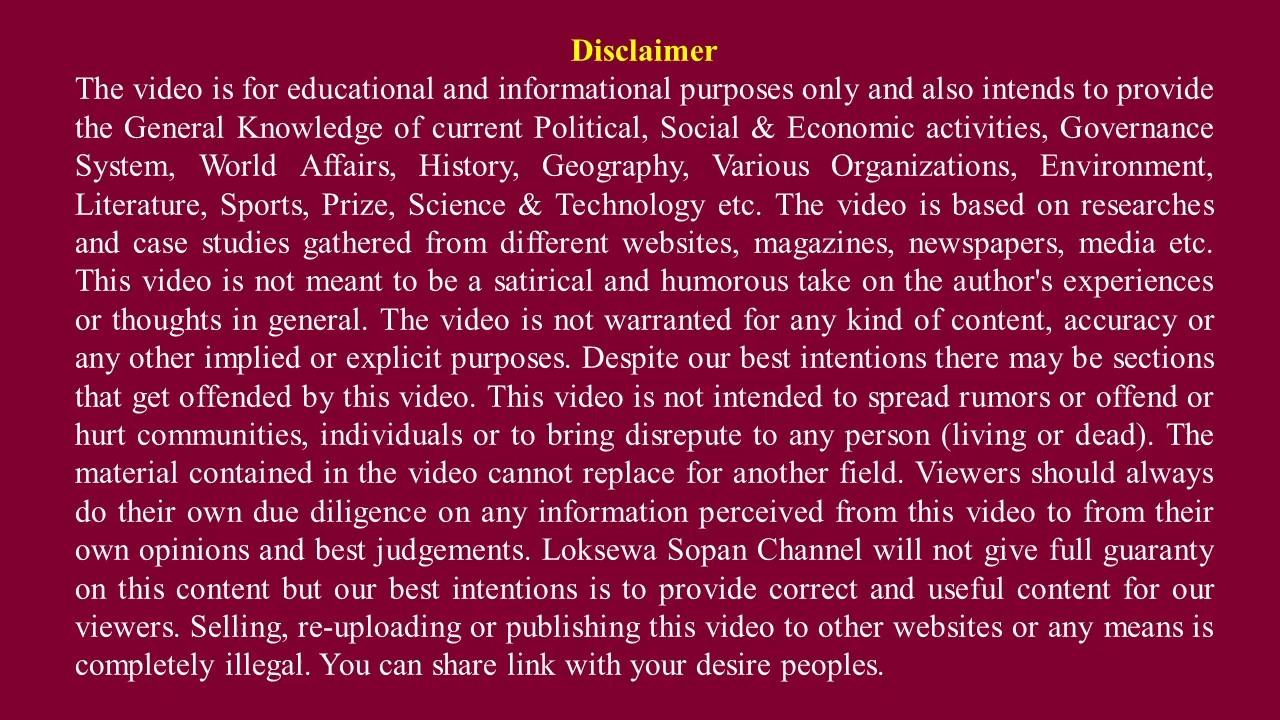 Disclaimer
The video is for educational and informational purposes only and also intends to provide
the General Knowledge of current Political, Social & Economic activities, Governance
System, World Affairs, History, Geography, Various Organizations, Environment,
Literature, Sports, Prize, Science & Technology etc. The video is based on researches
and case studies gathered from different websites, magazines, newspapers, media etc.
This video is not meant to be a satirical and humorous take on the author's experiences
or thoughts in general. The video is not warranted for any kind of content, accuracy or
any other implied or explicit purposes. Despite our best intentions there may be sections
that get offended by this video. This video is not intended to spread rumors or offend or
hurt communities, individuals or to bring disrepute to any person (living or dead). The
material contained in the video cannot replace for another field. Viewers should always
do their own due diligence on any information perceived from this video to from their
own opinions and best judgements. Loksewa Sopan Channel will not give full guaranty
on this content but our best intentions is to provide correct and useful content for our
viewers. Selling, re-uploading or publishing this video to other websites or any means is
completely illegal. You can share link with your desire peoples.